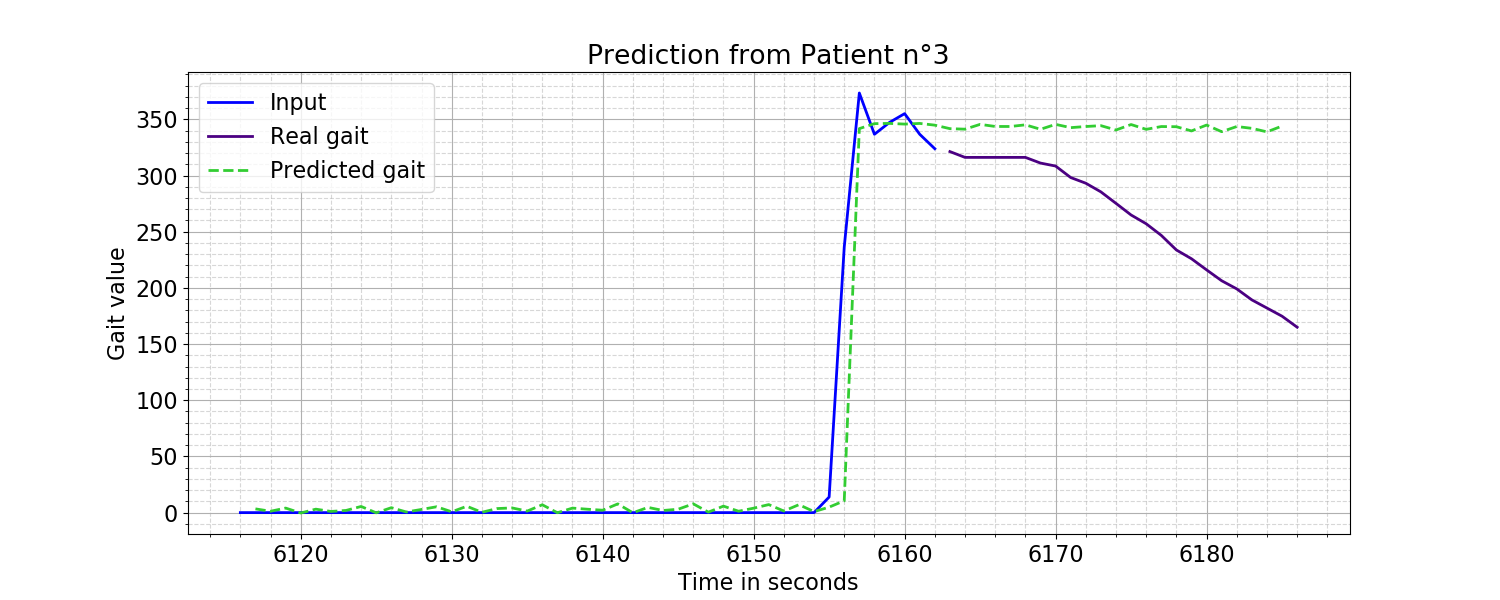 Prediction from Patient n°3
Input
Real gait
Predicted gait
350
300
250
200
150
100
50
0
Gait value
6120 6130 6140 6150 6160 6170 6180
Time in seconds